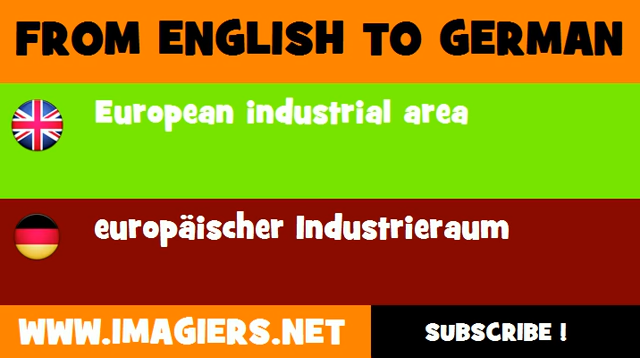 FROM ENGLISH TO GERMAN
European industrial area
europäischer Industrieraum
WWW.IMAGIERS.NET
SUBSCRIBE !